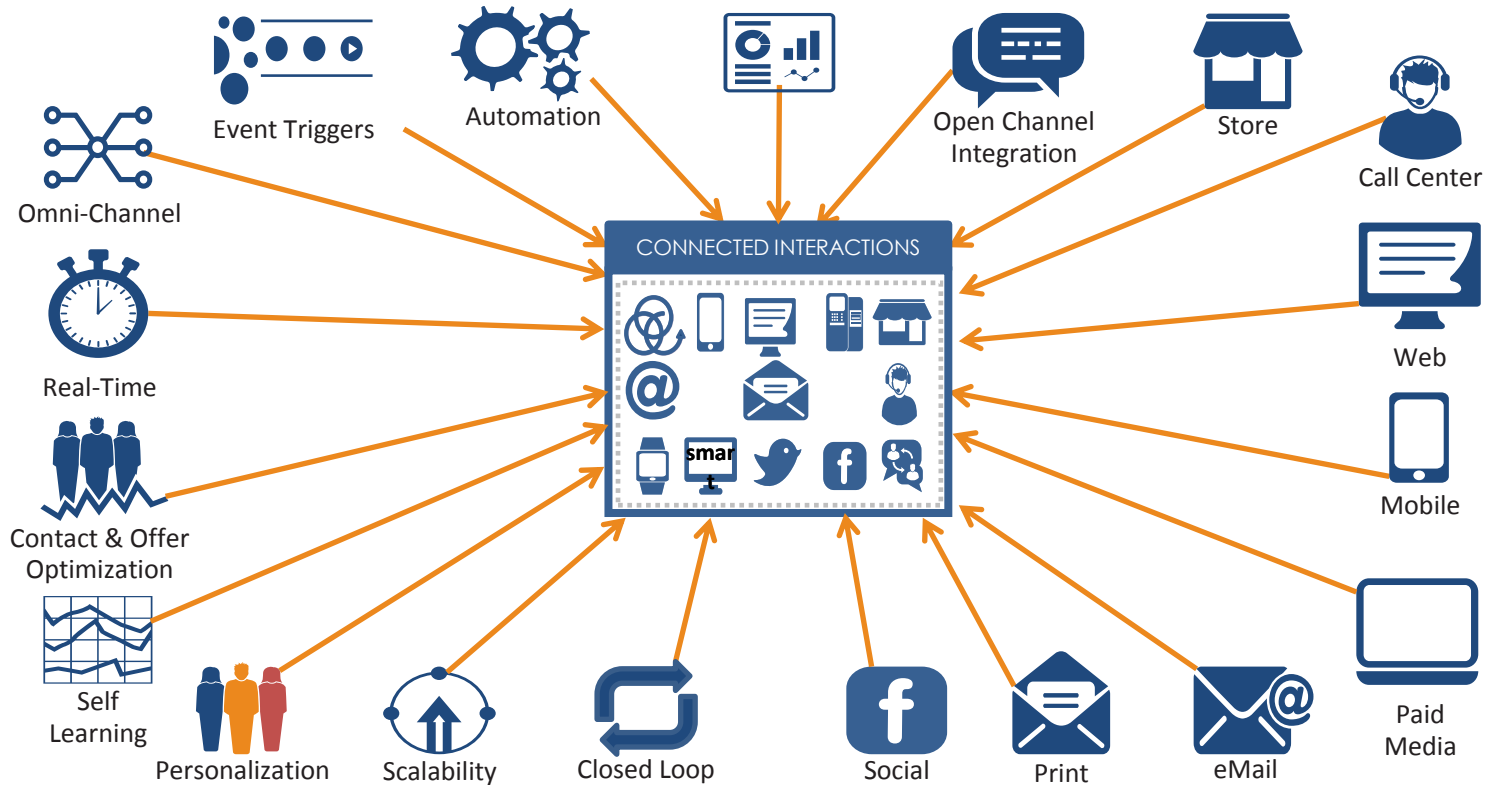 Event Triggers
Automation
Open Channel
Integration
Store
Call Center
Omni-Channel
CONNECTED INTERACTIONS
Real-Time
Web
@
smar
t
f
Contact & Offer
Optimization
Mobile
Self
Learning
Personalization
Scalability
Closed Loop
f
Social
Print
@
eMail
Paid
Media